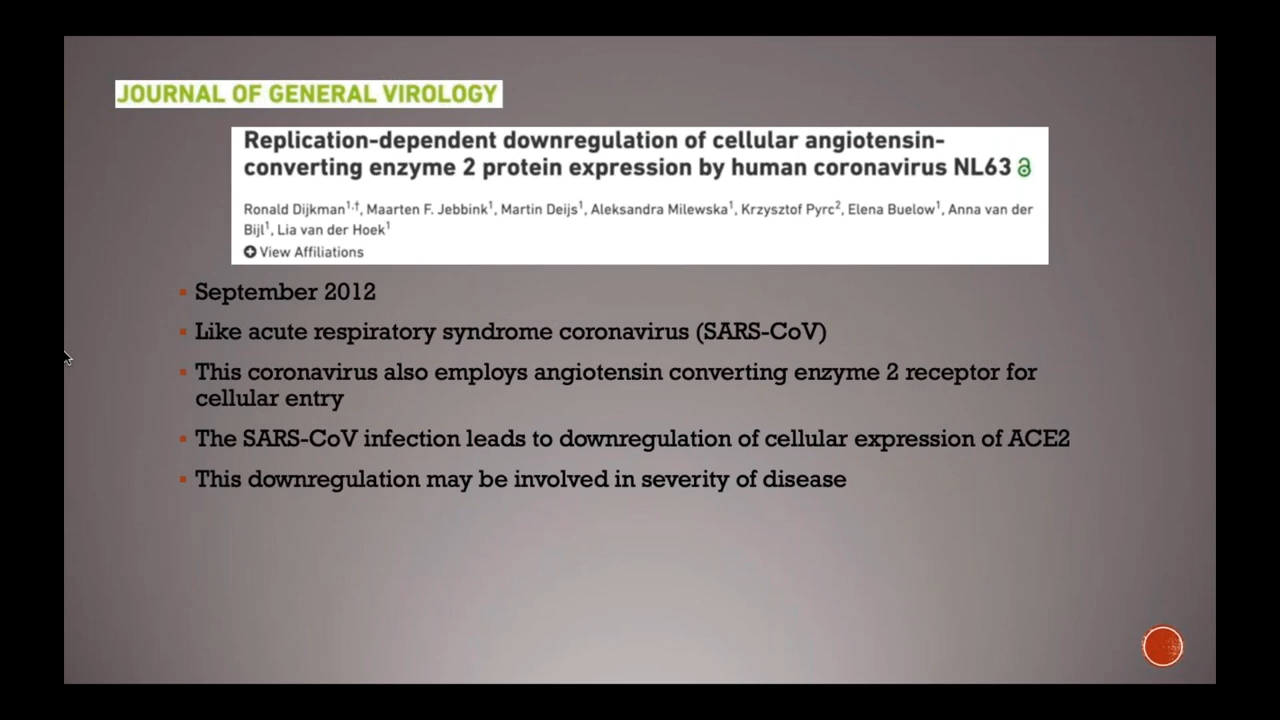 JOURNAL OF GENERAL VIROLOGY
Replication-dependent downregulation of cellular angiotensin-
converting enzyme 2 protein expression by human coronavirus NL63
Ronald Dijkman1,†, Maarten F. Jebbink1, Martin Deijs1, Aleksandra Milewska1, Krzysztof Pyrc2, Elena Buelow1, Anna van der
Bijl1, Lia van der Hoek1
View Affiliations
▪ September 2012
▪ Like acute respiratory syndrome coronavirus (SARS-CoV)
▪ This coronavirus also employs angiotensin converting enzyme 2 receptor for
cellular entry
▪ The SARS-CoV infection leads to downregulation of cellular expression of ACE2
▪ This downregulation may be involved in severity of disease